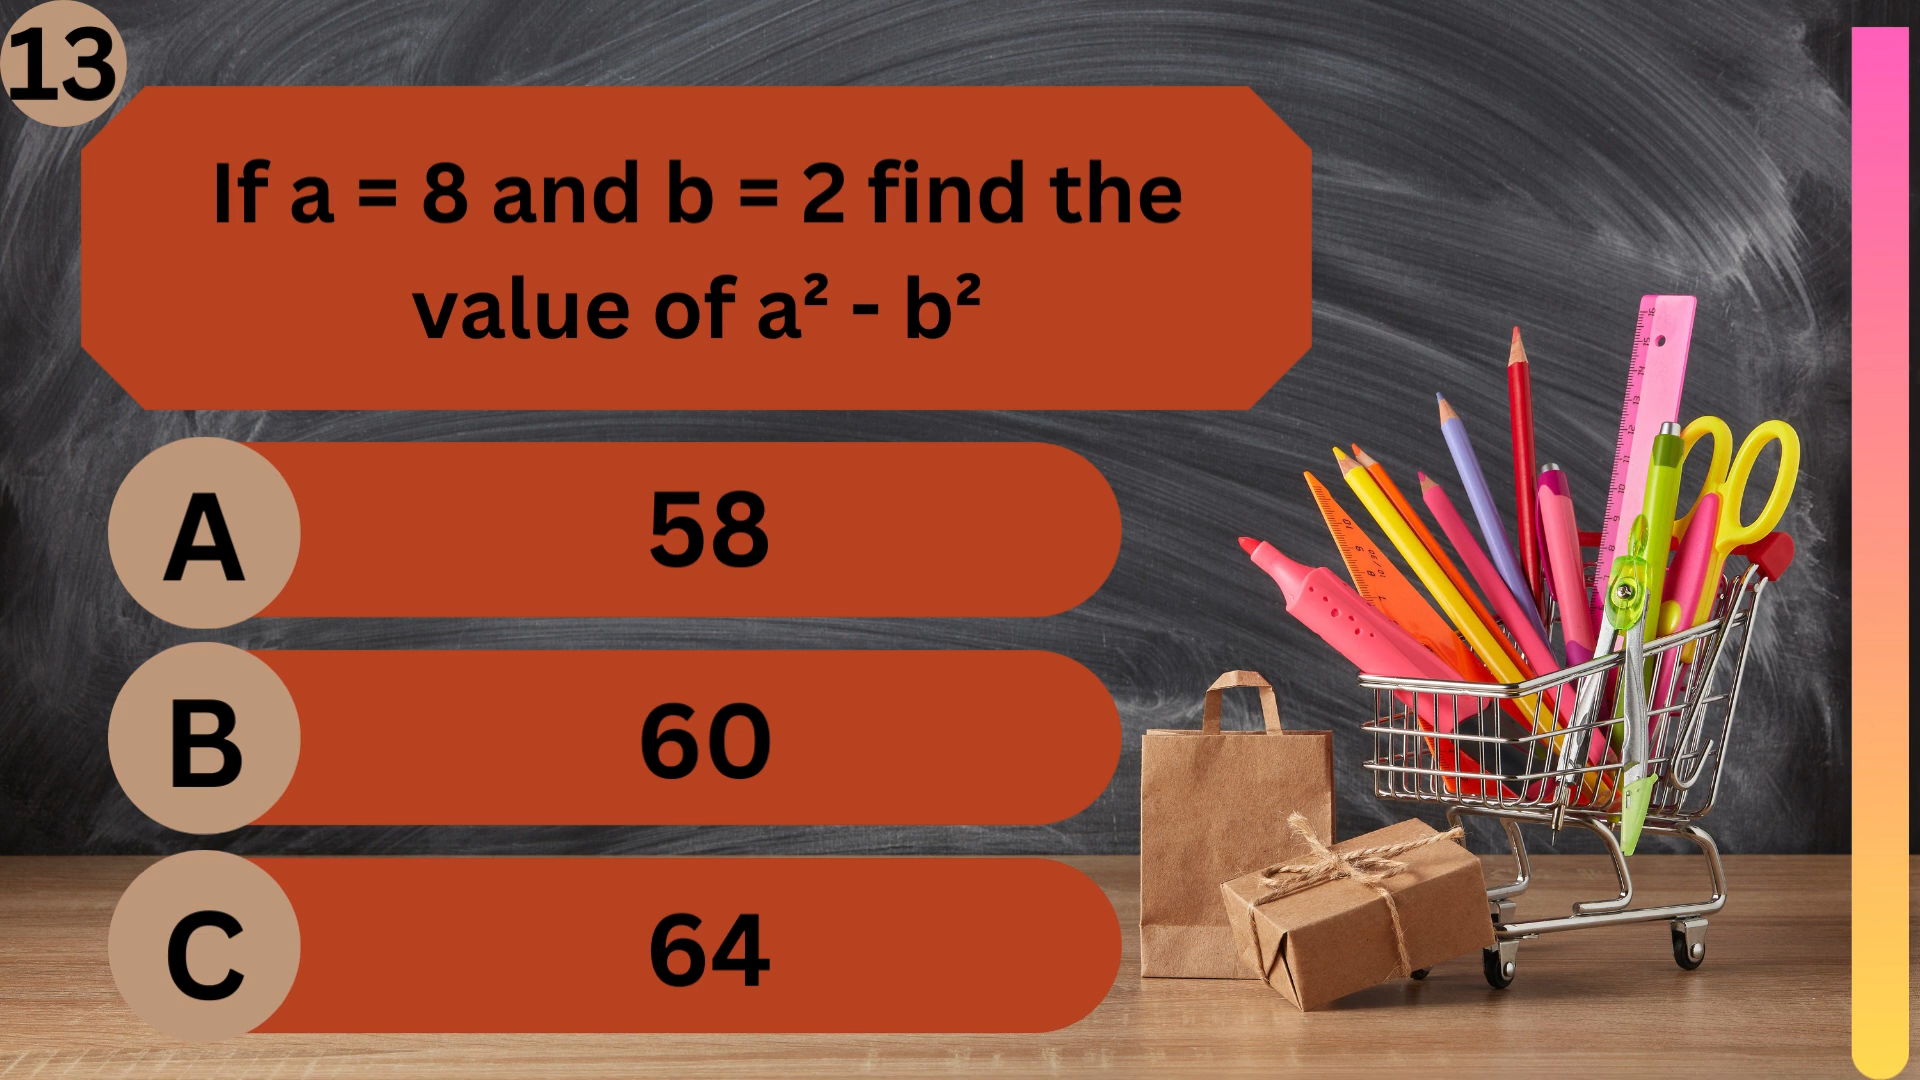 13
If a = 8 and b = 2 find the
value of a² - b²
A
58
B
60
C
64